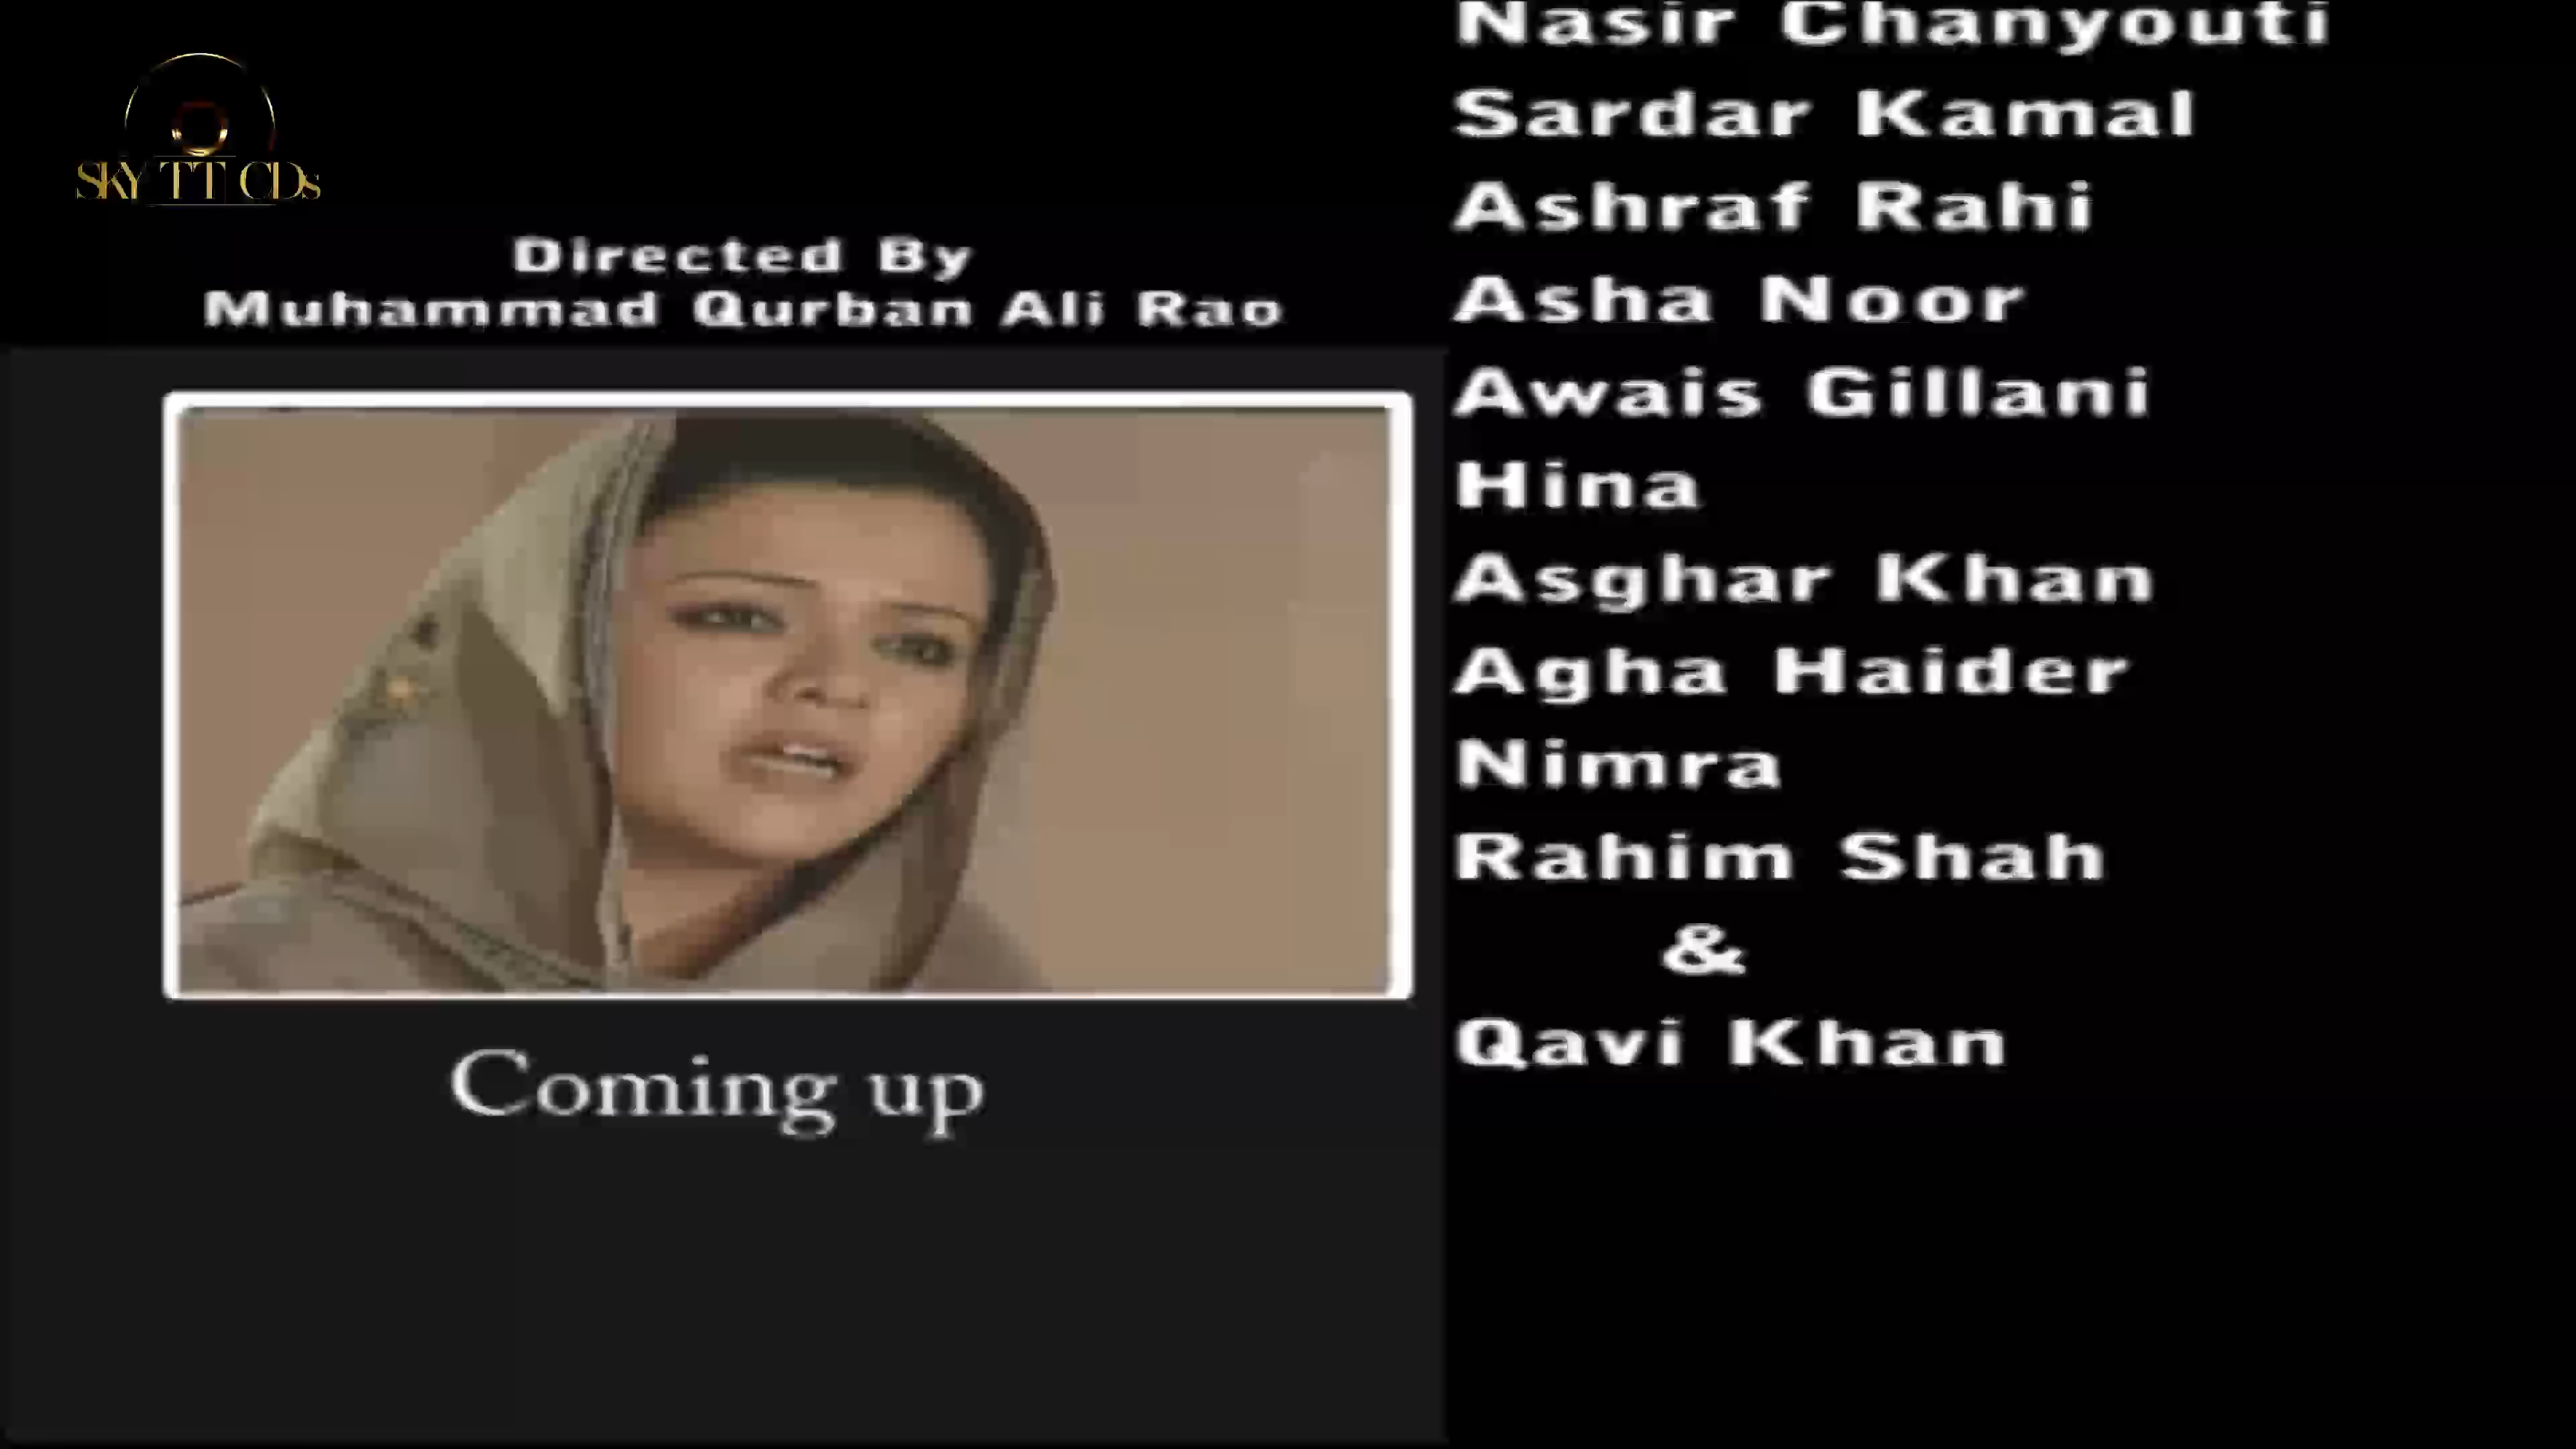 SKY TT CDs
Directed By
Muhammad Qurban Ali Rao
Coming up
Nasir Chanyouti
Sardar Kamal
Ashraf Rahi
Asha Noor
Awais Gillani
Hina
Asghar Khan
Agha Haider
Nimra
Rahim Shah
&
Qavi Khan